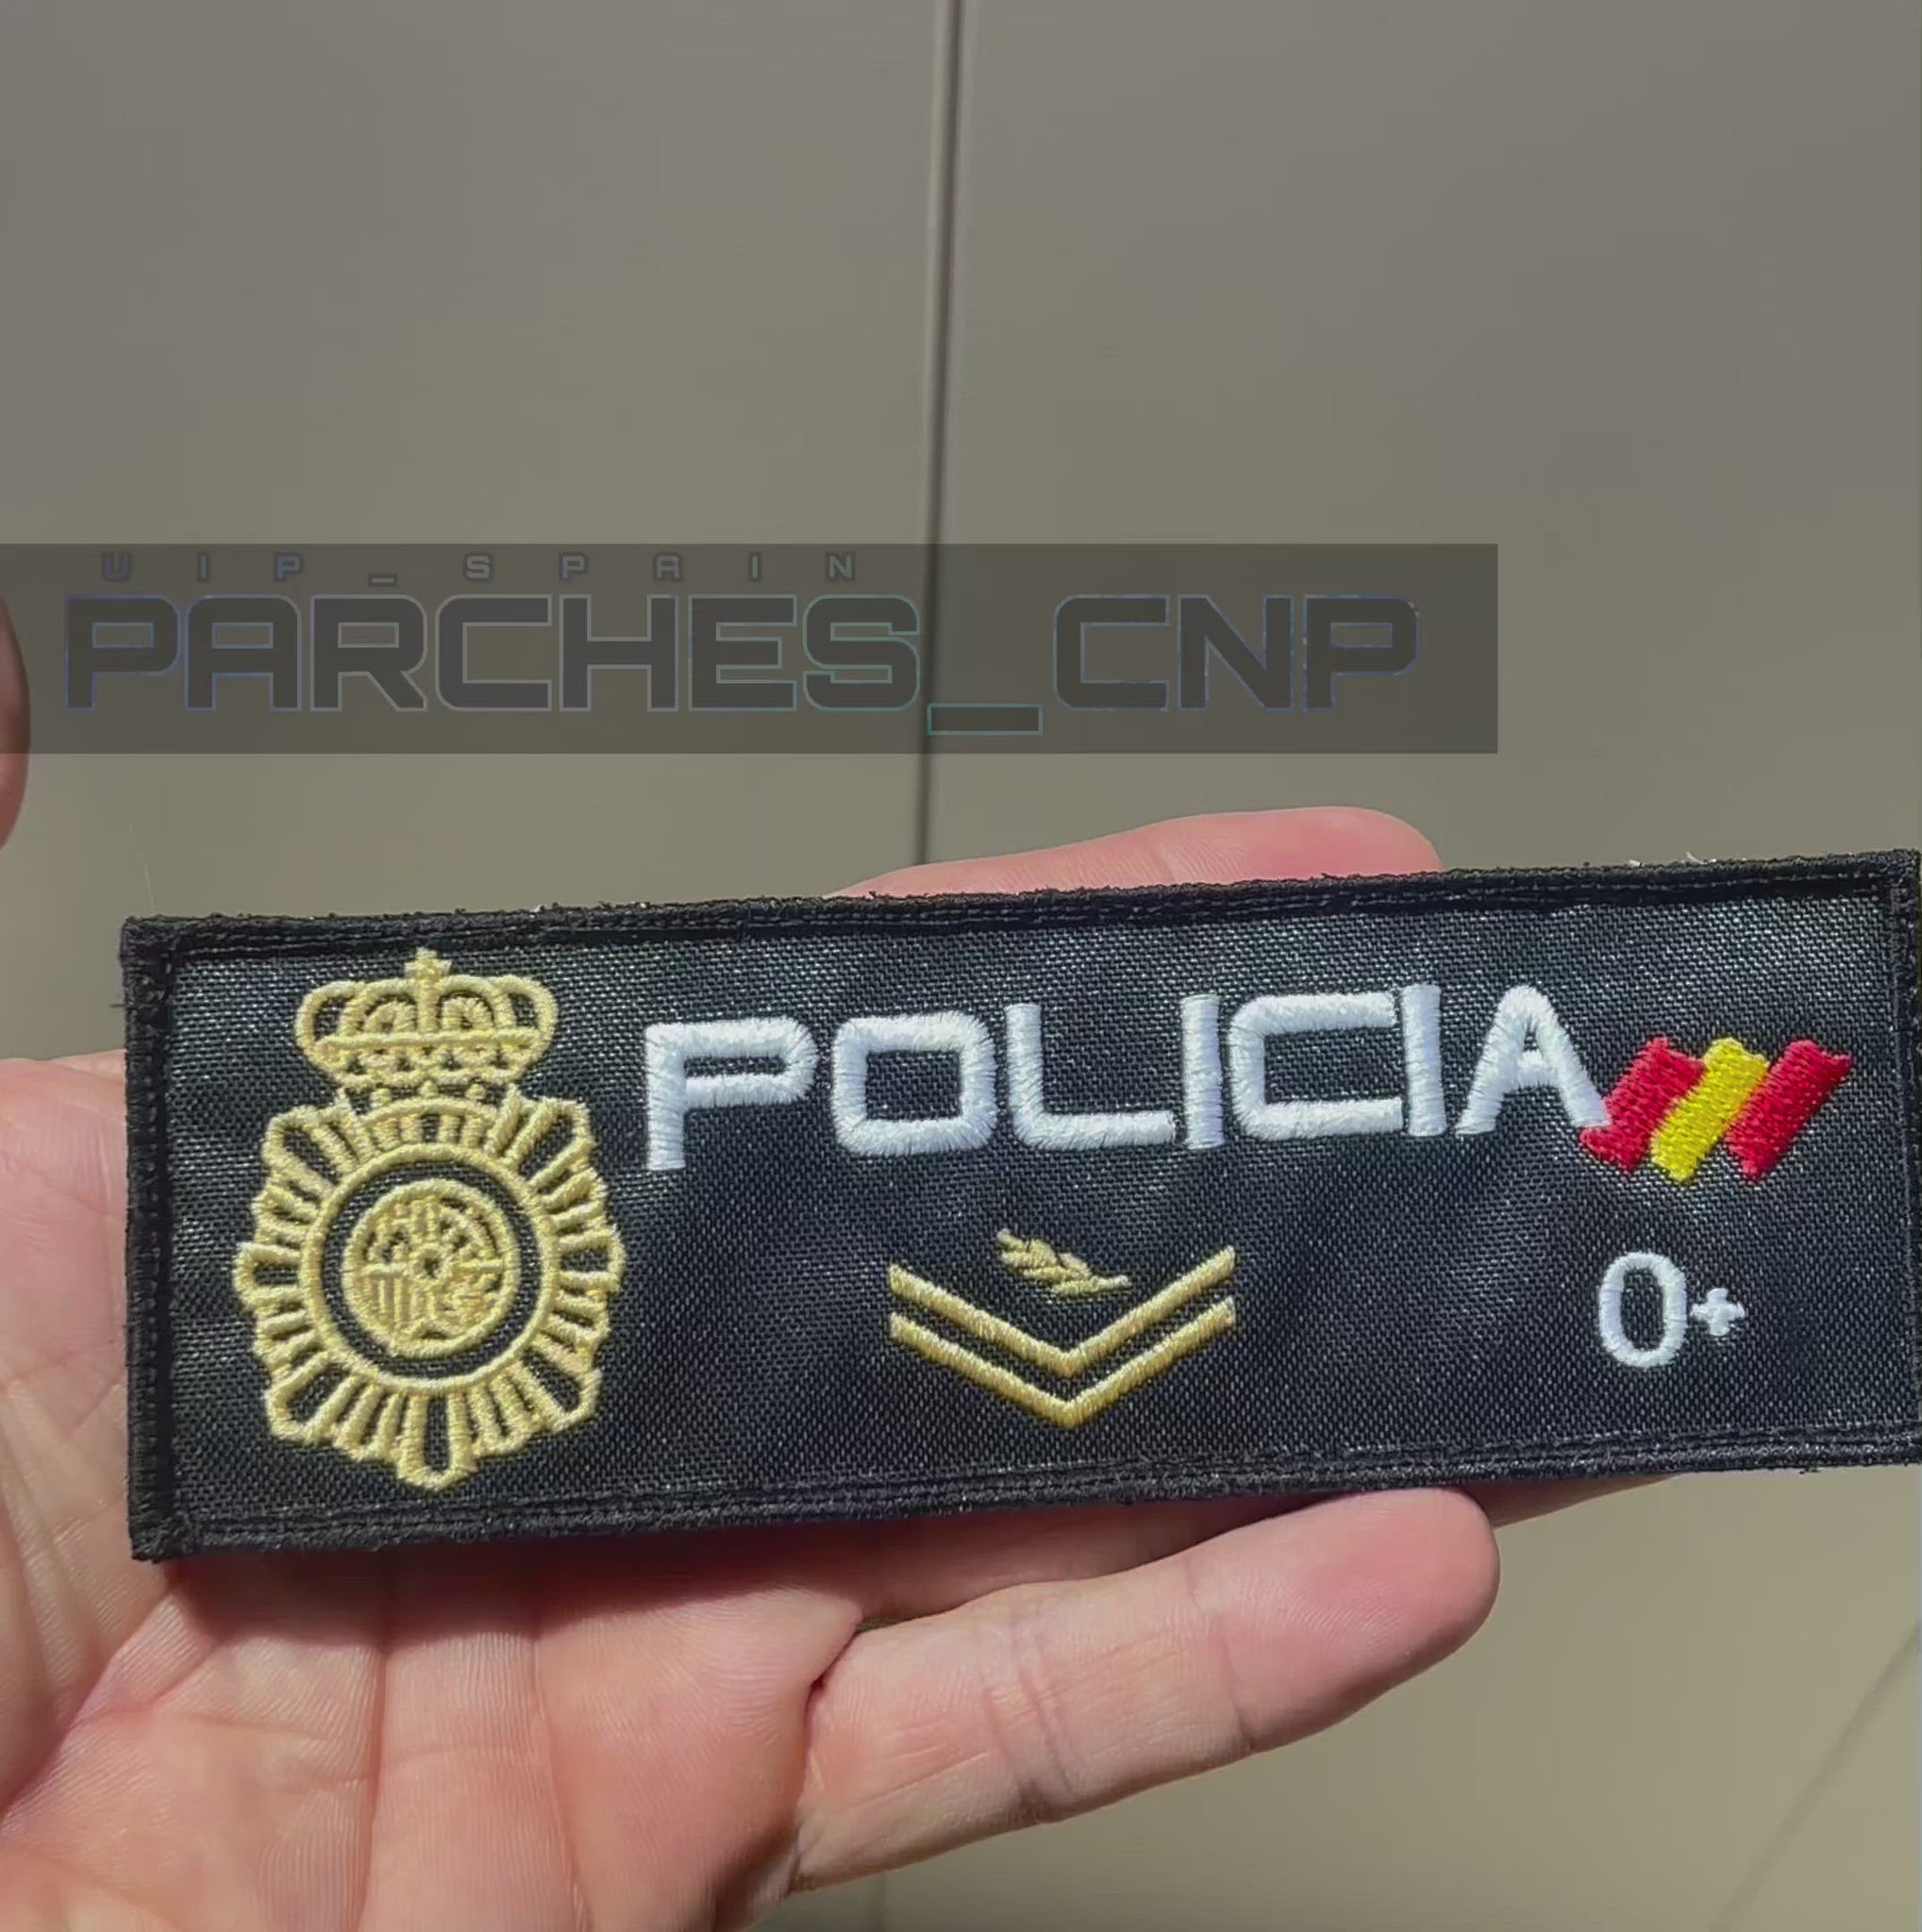 UIP_SPAIN
PARCHES_CNP
POLICIA
0+